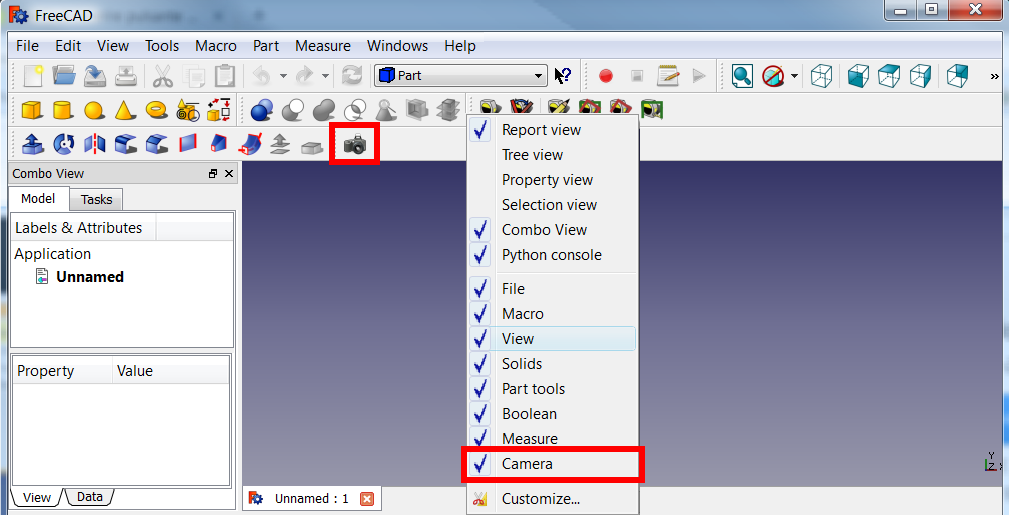 FreeCAD
File Edit View Tools Macro Part Measure Windows Help
Part
»
Combo View
Model Tasks
Labels & Attributes
Application
Unnamed
Property Value
View Data
Report view
Tree view
Property view
Selection view
Combo View
Python console
File
Macro
View
Solids
Part tools
Boolean
Measure
Camera
Customize...
Unnamed : 1
Y
Z